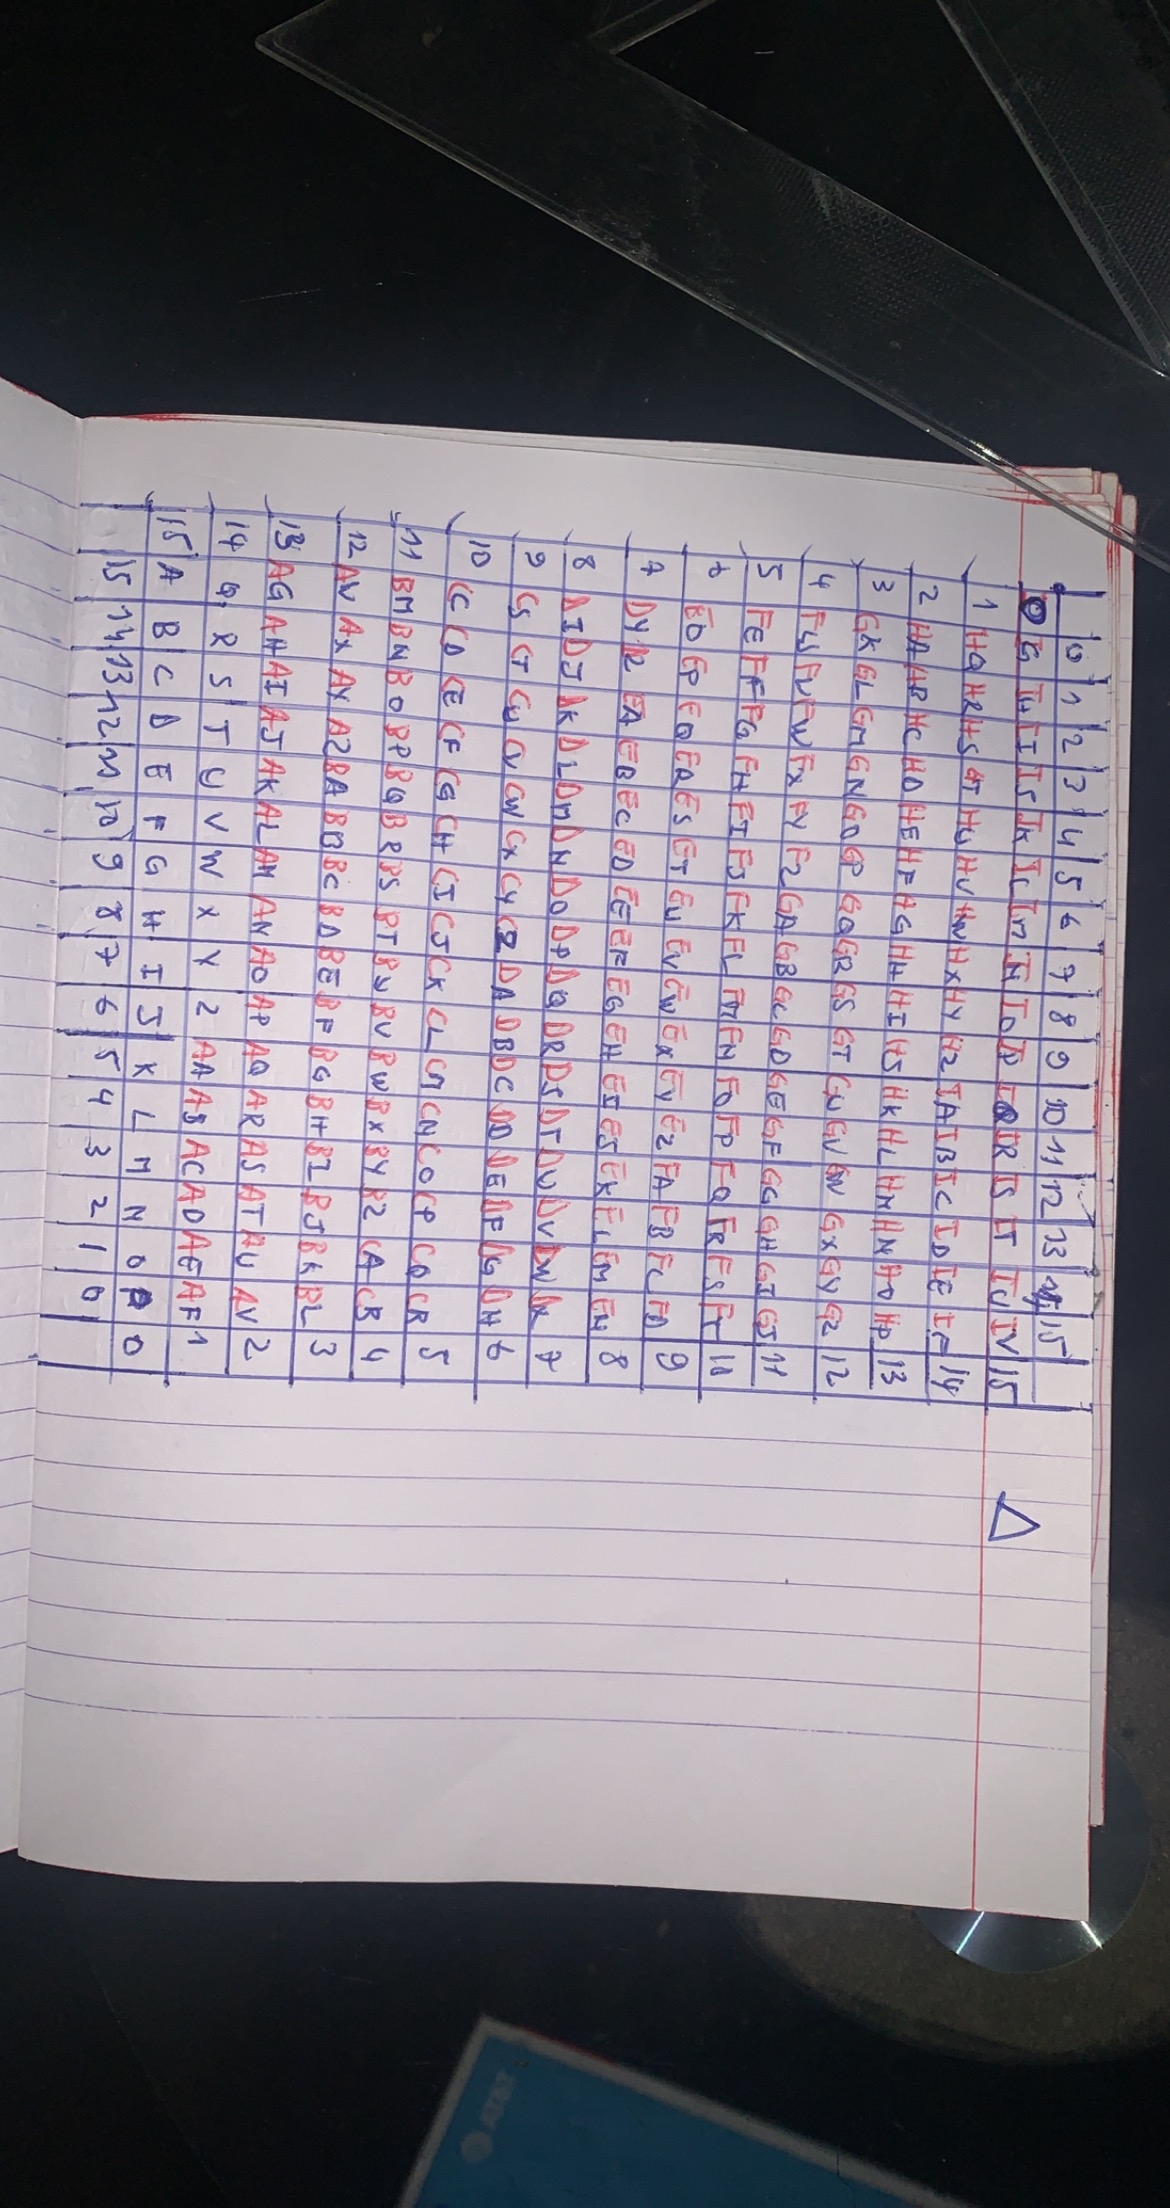 0 1 2 3 4 5 6 7 8 9 10 11 12 13 14 15
0 IG IH II IJ IK IL IM IN IO IP IQ IR IS IT IU IV 15
Δ
1 HQ HR HS HT HU HV HW HX HY HZ IA IB IC ID IE IF 14
2 HA HB HC HD HE HF HG HH HI HJ HK HL HM HN HO HP 13
3 GK GL GM GN GO GP GQ GR GS GT GU GV GW GX GY GZ 12
4 FU FV FW FX FY FZ GA GB GC GD GE GF GG GH GI GJ 11
5 FE FF FG FH FI FJ FK FL FM FN FO FP FQ FR FS FT 10
6 EO EP EQ ER ES ET EU EV EW EX EY EZ FA FB FC FD 9
7 DY DZ EA EB EC ED EE EF EG EH EI EJ EK EL EM EN 8
8 DI DJ DK DL DM DN DO DP DQ DR DS DT DU DV DW DX 7
9 CS CT CU CV CW CX CY CZ DA DB DC DD DE DF DG DH 6
10 CC CD CE CF CG CH CI CJ CK CL CM CN CO CP CQ CR 5
11 BM BN BO BP BQ BR BS BT BU BV BW BX BY BZ CA CB 4
12 AW AX AY AZ BA BB BC BD BE BF BG BH BI BJ BK BL 3
13 AG AH AI AJ AK AL AM AN AO AP AQ AR AS AT AU AV 2
14 Q R S T U V W X Y Z AA AB AC AD AE AF 1
15 A B C D E F G H I J K L M N O P 0
15 14 13 12 11 10 9 8 7 6 5 4 3 2 1 0